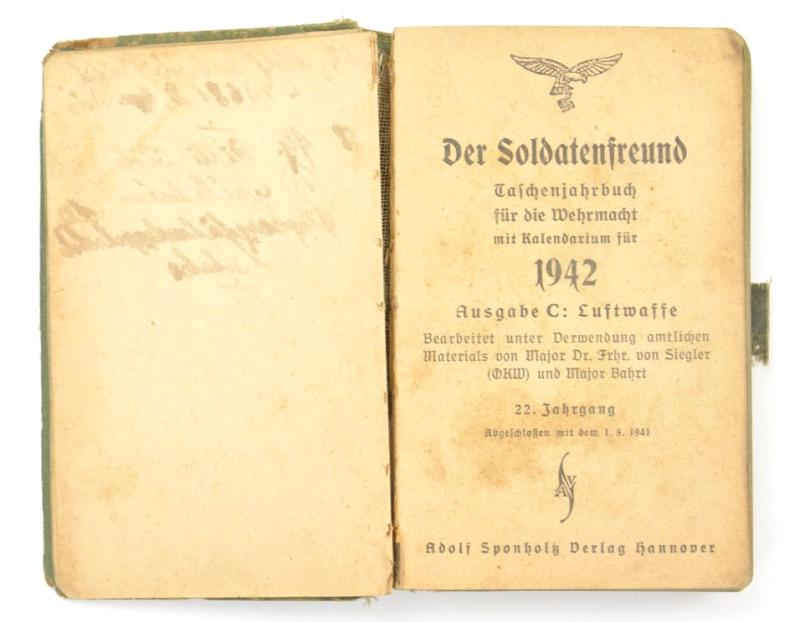 Der Soldatenfreund
Taschenjahrbuch
für die Wehrmacht
mit Kalendarium für
1942
Ausgabe C: Luftwaffe
Bearbeitet unter Verwendung amtlichen
Materials von Major Dr. Frhr. von Siegler
(OKW) und Major Bahrt
22. Jahrgang
Abgeschlossen mit dem 1. 8. 1941
ASV
Adolf Sponholtz Verlag Hannover